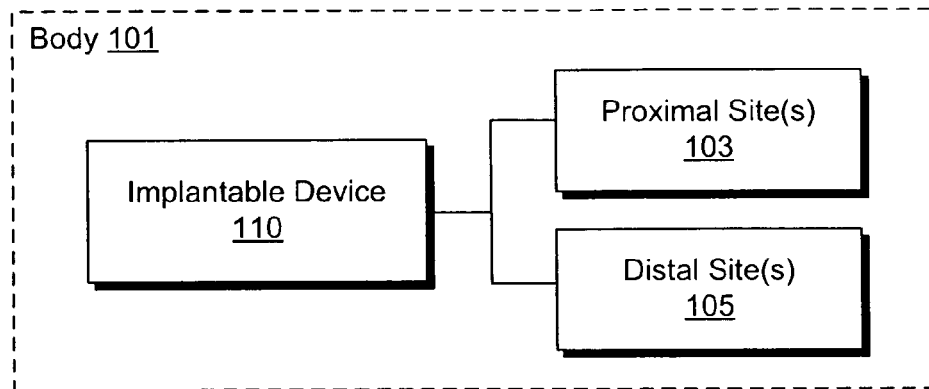 Body 101
Proximal Site(s)
103
Implantable Device
110
Distal Site(s)
105